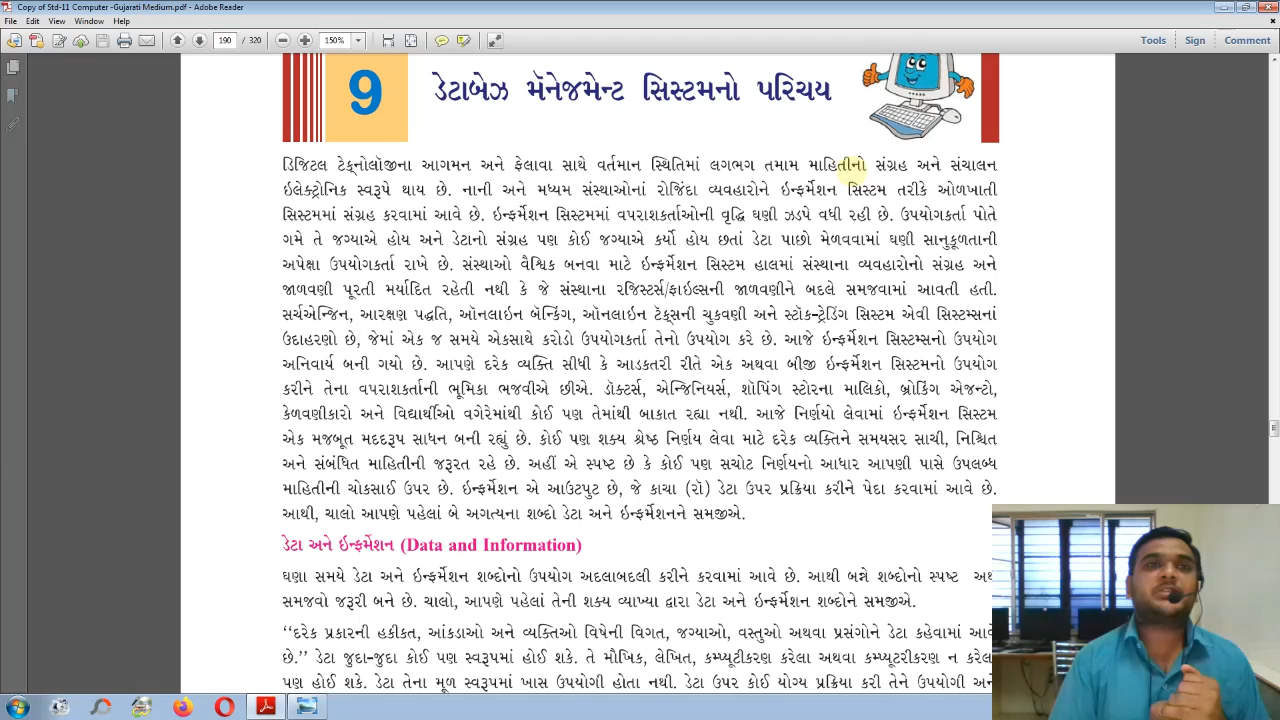 Copy of Std-11 Computer -Gujarati Medium.pdf - Adobe Reader
File Edit View Window Help
190 / 320 150% Tools Sign Comment
9 ડેટાબેઝ મૅનેજમેન્ટ સિસ્ટમનો પરિચય
ડિજિટલ ટેક્નોલૉજીના આગમન અને ફેલાવા સાથે વર્તમાન સ્થિતિમાં લગભગ તમામ માહિતીનો સંગ્રહ અને સંચાલન
ઇલેક્ટ્રોનિક સ્વરૂપે થાય છે. નાની અને મધ્યમ સંસ્થાઓનાં રોજિંદા વ્યવહારોને ઇન્ફર્મેશન સિસ્ટમ તરીકે ઓળખાતી
સિસ્ટમમાં સંગ્રહ કરવામાં આવે છે. ઇન્ફર્મેશન સિસ્ટમમાં વપરાશકર્તાઓની વૃદ્ધિ ઘણી ઝડપે વધી રહી છે. ઉપયોગકર્તા પોતે
ગમે તે જગ્યાએ હોય અને ડેટાનો સંગ્રહ પણ કોઈ જગ્યાએ કર્યો હોય છતાં ડેટા પાછો મેળવવામાં ઘણી સાનુકૂળતાની
અપેક્ષા ઉપયોગકર્તા રાખે છે. સંસ્થાઓ વૈશ્વિક બનવા માટે ઇન્ફર્મેશન સિસ્ટમ હાલમાં સંસ્થાના વ્યવહારોનો સંગ્રહ અને
જાળવણી પૂરતી મર્યાદિત રહેતી નથી કે જે સંસ્થાના રજિસ્ટર્સ/ફાઇલ્સની જાળવણીને બદલે સમજવામાં આવતી હતી.
સર્ચએન્જિન, આરક્ષણ પદ્ધતિ, ઑનલાઇન બૅન્કિંગ, ઑનલાઇન ટૅક્સની ચુકવણી અને સ્ટૉક-ટ્રેડિંગ સિસ્ટમ એવી સિસ્ટમ્સનાં
ઉદાહરણો છે, જેમાં એક જ સમયે એકસાથે કરોડો ઉપયોગકર્તા તેનો ઉપયોગ કરે છે. આજે ઇન્ફર્મેશન સિસ્ટમ્સનો ઉપયોગ
અનિવાર્ય બની ગયો છે. આપણે દરેક વ્યક્તિ સીધી કે આડકતરી રીતે એક અથવા બીજી ઇન્ફર્મેશન સિસ્ટમનો ઉપયોગ
કરીને તેના વપરાશકર્તાની ભૂમિકા ભજવીએ છીએ. ડૉક્ટર્સ, એન્જિનિયર્સ, શૉપિંગ સ્ટોરના માલિકો, બ્રોકિંગ એજન્ટો,
કેળવણીકારો અને વિદ્યાર્થીઓ વગેરેમાંથી કોઈ પણ તેમાંથી બાકાત રહ્યા નથી. આજે નિર્ણયો લેવામાં ઇન્ફર્મેશન સિસ્ટમ
એક મજબૂત મદદરૂપ સાધન બની રહ્યું છે. કોઈ પણ શક્ય શ્રેષ્ઠ નિર્ણય લેવા માટે દરેક વ્યક્તિને સમયસર સાચી, નિશ્ચિત
અને સંબંધિત માહિતીની જરૂરત રહે છે. અહીં એ સ્પષ્ટ છે કે કોઈ પણ સચોટ નિર્ણયનો આધાર આપણી પાસે ઉપલબ્ધ
માહિતીની ચોકસાઈ ઉપર છે. ઇન્ફર્મેશન એ આઉટપુટ છે, જે કાચા (રૉ) ડેટા ઉપર પ્રક્રિયા કરીને પેદા કરવામાં આવે છે.
આથી, ચાલો આપણે પહેલાં બે અગત્યના શબ્દો ડેટા અને ઇન્ફર્મેશનને સમજીએ.
ડેટા અને ઇન્ફર્મેશન (Data and Information)
ઘણા સમયે ડેટા અને ઇન્ફર્મેશન શબ્દોનો ઉપયોગ અદલાબદલી કરીને કરવામાં આવે છે. આથી બન્ને શબ્દોનો સ્પષ્ટ
સમજવો જરૂરી બને છે. ચાલો, આપણે પહેલાં તેની શક્ય વ્યાખ્યા દ્વારા ડેટા અને ઇન્ફર્મેશન શબ્દોને સમજીએ.
“દરેક પ્રકારની હકીકત, આંકડાઓ અને વ્યક્તિઓ વિષેની વિગત, જગ્યાઓ, વસ્તુઓ અથવા પ્રસંગોને ડેટા કહેવામાં
છે.” ડેટા જુદા-જુદા કોઈ પણ સ્વરૂપમાં હોઈ શકે. તે મૌખિક, લેખિત, કમ્પ્યૂટીકરણ કરેલા અથવા કમ્પ્યૂટરીકરણ ન
પણ હોઈ શકે. ડેટા તેના મૂળ સ્વરૂપમાં ખાસ ઉપયોગી હોતા નથી. ડેટા ઉપર કોઈ યોગ્ય પ્રક્રિયા કરી તેને ઉપયોગી